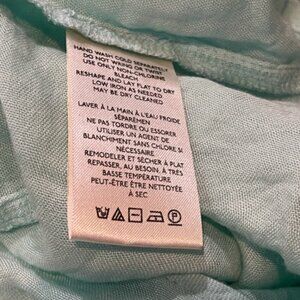 HAND WASH COLD SEPARATELY
DO NOT WRING OR TWIST
USE ONLY NON-CHLORINE
BLEACH
RESHAPE AND LAY FLAT TO DRY
LOW IRON AS NEEDED
MAY BE DRY CLEANED
LAVER À LA MAIN À L'EAU FROIDE
SÉPARÉMEN
NE PAS TORDRE OU ESSORER
UTILISER UN AGENT DE
BLANCHIMENT SANS CHLORE SI
NÉCESSAIRE
REMODELER ET SÉCHER À PLAT
REPASSER, AU BESOIN, À TRÈS
BASSE TEMPÉRATURE
PEUT-ÊTRE ÊTRE NETTOYÉE
À SEC
P